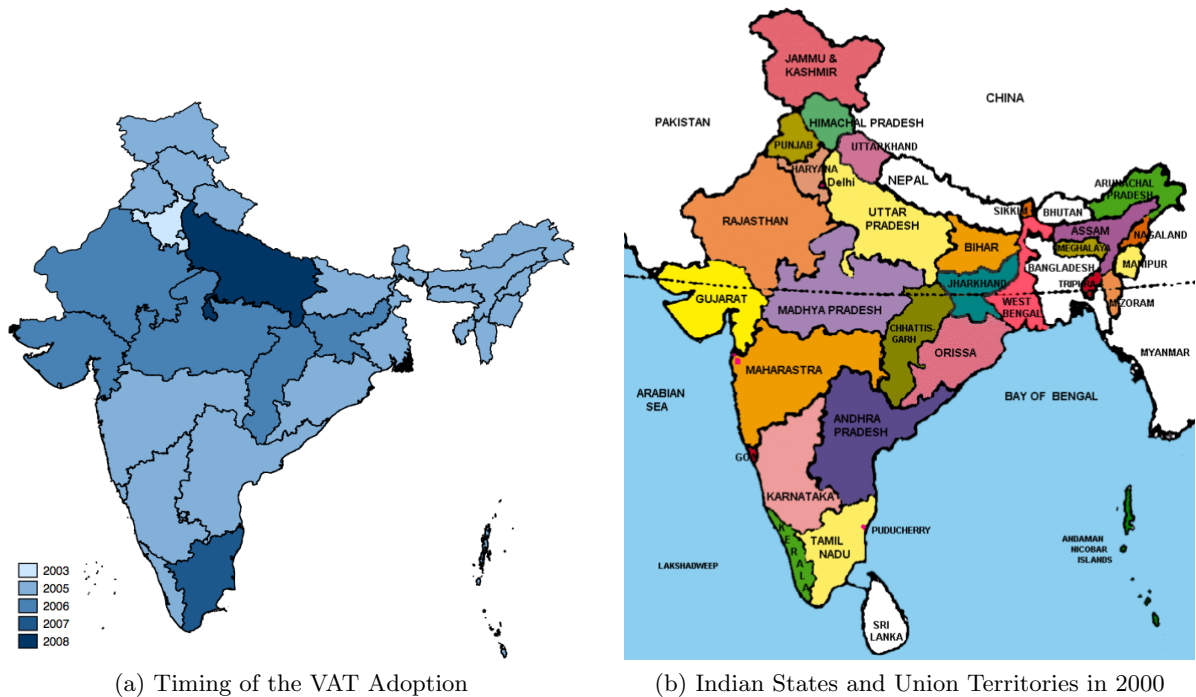 2003
2005
2006
2007
2008
(a) Timing of the VAT Adoption
JAMMU &
KASHMIR
CHINA
PAKISTAN
HIMACHAL PRADESH
PUNJAB
UTTARKHAND
HARYANA
Delhi
NEPAL
ARUNACHAL
PRADESH
RAJASTHAN
UTTAR
PRADESH
SIKKIM
BHUTAN
ASSAM
NAGALAND
BIHAR
MEGHALAYA
MANIPUR
BANGLADESH
JHARKHAND
TRIPURA
GUJARAT
MADHYA PRADESH
WEST
BENGAL
MIZORAM
CHHATTIS-
GARH
ORISSA
MYANMAR
MAHARASTRA
ARABIAN
SEA
BAY OF BENGAL
ANDHRA
PRADESH
GOA
KARNATAKA
PUDUCHERRY
KERALA
TAMIL
NADU
ANDAMAN
NICOBAR
ISLANDS
LAKSHADWEEP
SRI
LANKA
(b) Indian States and Union Territories in 2000